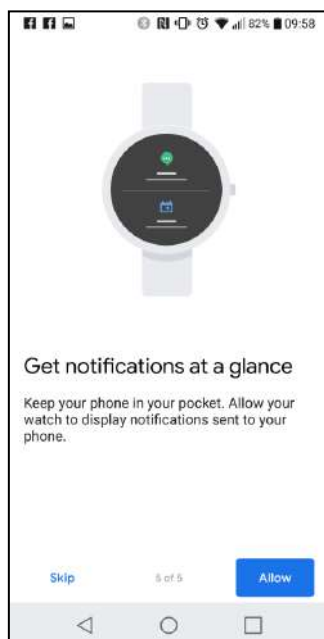 82% 09:58
Get notifications at a glance
Keep your phone in your pocket. Allow your
watch to display notifications sent to your
phone.
Skip 5 of 5 Allow